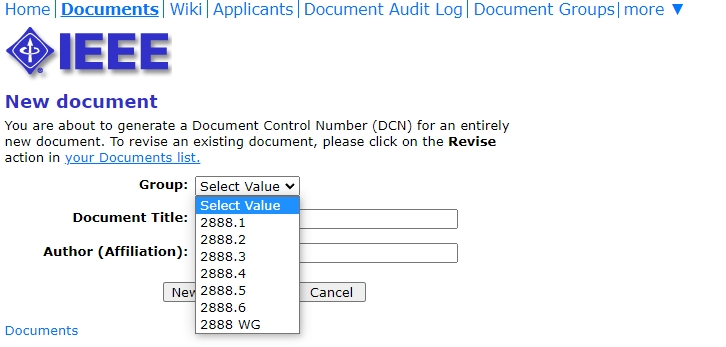 Home | Documents | Wiki | Applicants | Document Audit Log | Document Groups | more ▼
IEEE
New document
You are about to generate a Document Control Number (DCN) for an entirely
new document. To revise an existing document, please click on the Revise
action in your Documents list.
Group: Select Value
Select Value
2888.1
Document Title:
2888.2
2888.3
Author (Affiliation):
2888.4
2888.5
2888.6
Cancel
2888 WG
Documents